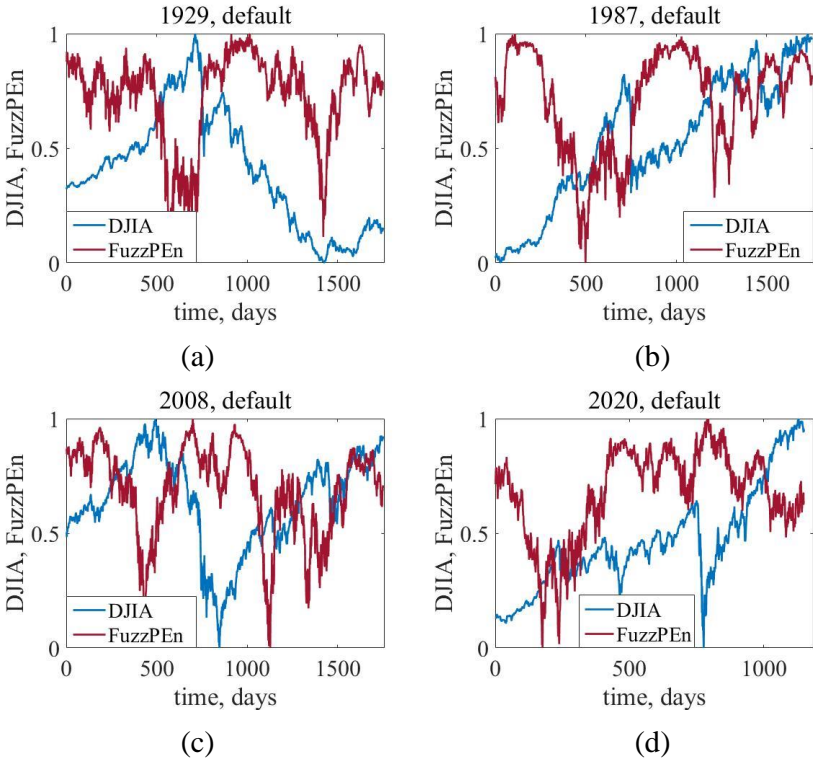 1929, default
DJIA, FuzzPEn
1
0.5
0
DJIA
FuzzPEn
0 500 1000 1500
time, days
(a)
1987, default
DJIA, FuzzPEn
1
0.5
0
DJIA
FuzzPEn
0 500 1000 1500
time, days
(b)
2008, default
DJIA, FuzzPEn
1
0.5
0
DJIA
FuzzPEn
0 500 1000 1500
time, days
(c)
2020, default
DJIA, FuzzPEn
1
0.5
0
DJIA
FuzzPEn
0 500 1000
time, days
(d)